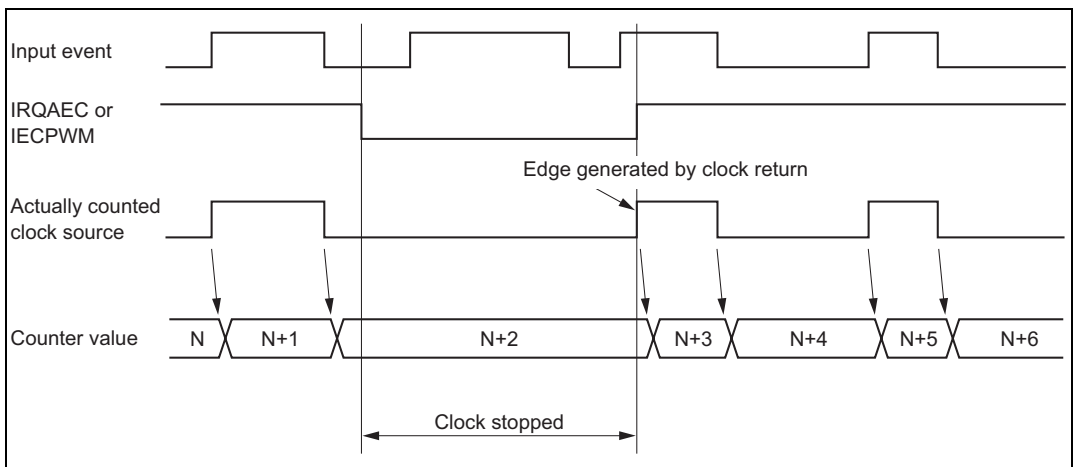 Input event
IRQAEC or
IECPWM
Edge generated by clock return
Actually counted
clock source
Counter value
N
N+1
N+2
N+3
N+4
N+5
N+6
Clock stopped